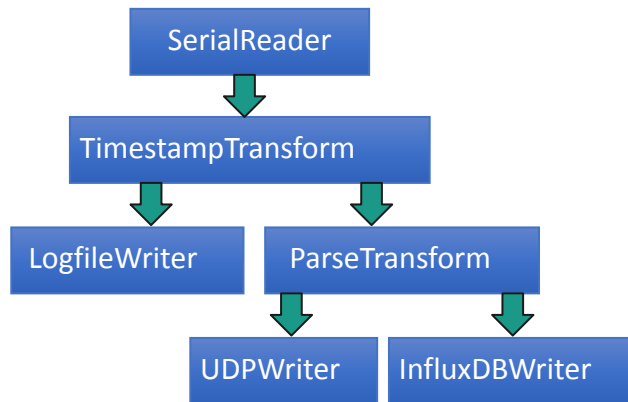 SerialReader
TimestampTransform
LogfileWriter
ParseTransform
UDPWriter
InfluxDBWriter